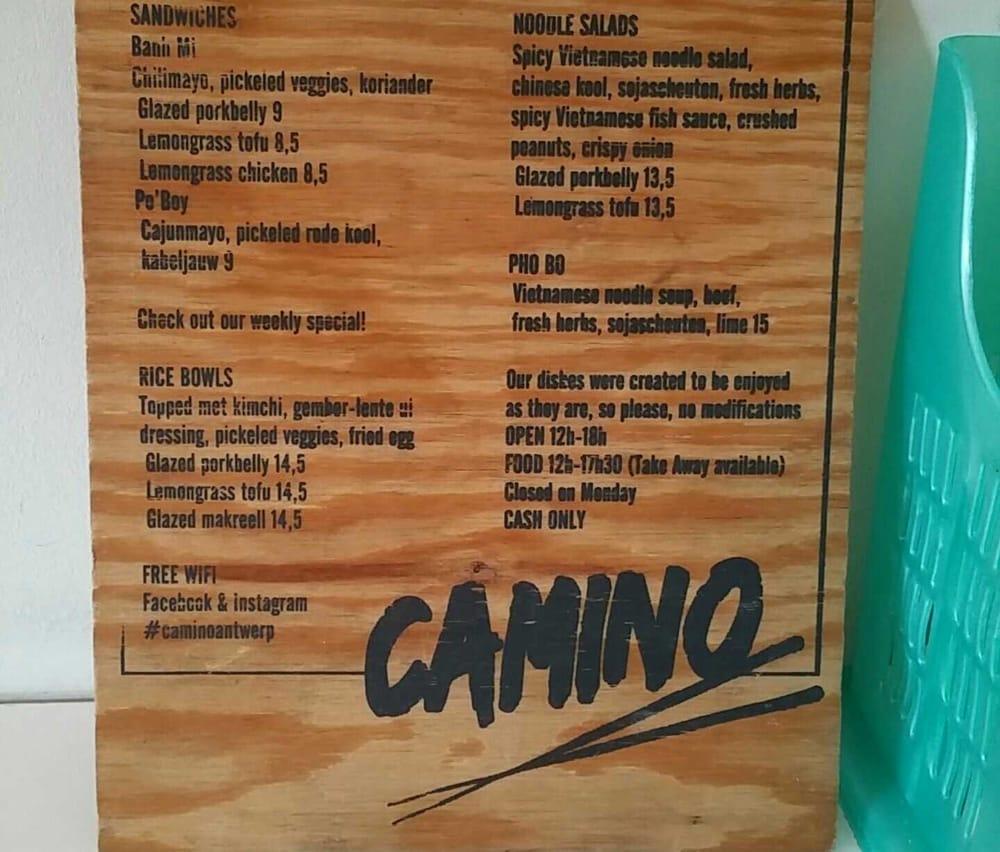 SANDWICHES
Banh Mi
Chilimayo, pickeled veggies, koriander
Glazed porkbelly 9
Lemongrass tofu 8,5
Lemongrass chicken 8,5
Po'Boy
Cajunmayo, pickeled rode kool,
kabeljauw 9
Check out our weekly special!
RICE BOWLS
Topped met kimchi, gember-lente ui
dressing, pickeled veggies, fried egg
Glazed porkbelly 14,5
Lemongrass tofu 14,5
Glazed makreell 14,5
FREE WIFI
Facebook & instagram
#caminoantwerp
NOODLE SALADS
Spicy Vietnamese noodle salad,
chinese kool, sojascheuten, fresh herbs,
spicy Vietnamese fish sauce, crushed
peanuts, crispy onion
Glazed porkbelly 13,5
Lemongrass tofu 13,5
PHO BO
Vietnamese noodle soup, beef,
fresh herbs, sojascheuten, lime 15
Our dishes were created to be enjoyed
as they are, so please, no modifications
OPEN 12h-18h
FOOD 12h-17h30 (Take Away available)
Closed on Monday
CASH ONLY
CAMINO